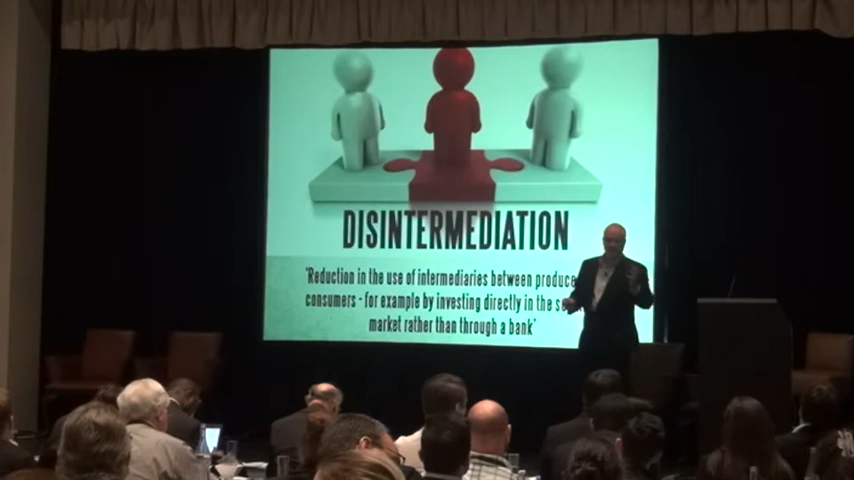 DISINTERMEDIATION
'Reduction in the use of intermediaries between produce
consumers - for example by investing directly in the se
market rather than through a bank'